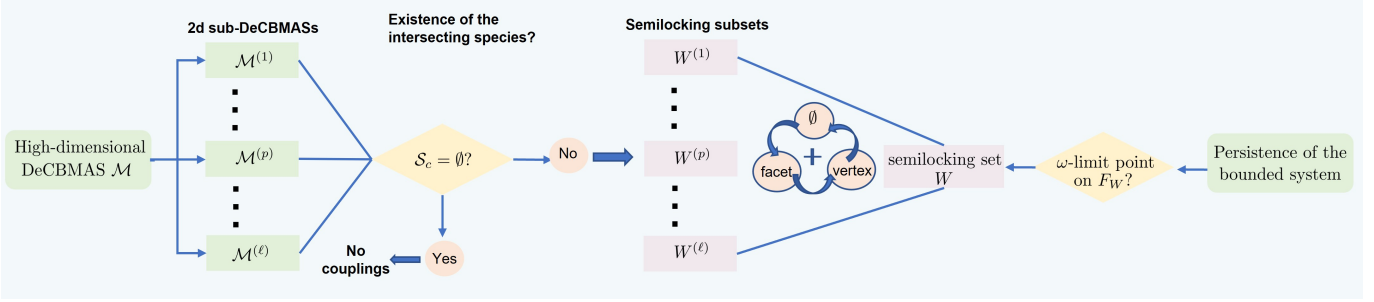 High-dimensional
DeCBMAS ℳ
2d sub-DeCBMASs
ℳ⁽¹⁾
ℳ⁽ᵖ⁾
ℳ⁽ℓ⁾
Existence of the
intersecting species?
𝒮_c = ∅?
No
Yes
No
couplings
Semilocking subsets
W⁽¹⁾
W⁽ᵖ⁾
W⁽ℓ⁾
∅
+
facet
vertex
semilocking set
W
ω-limit point
on F_W?
Persistence of the
bounded system